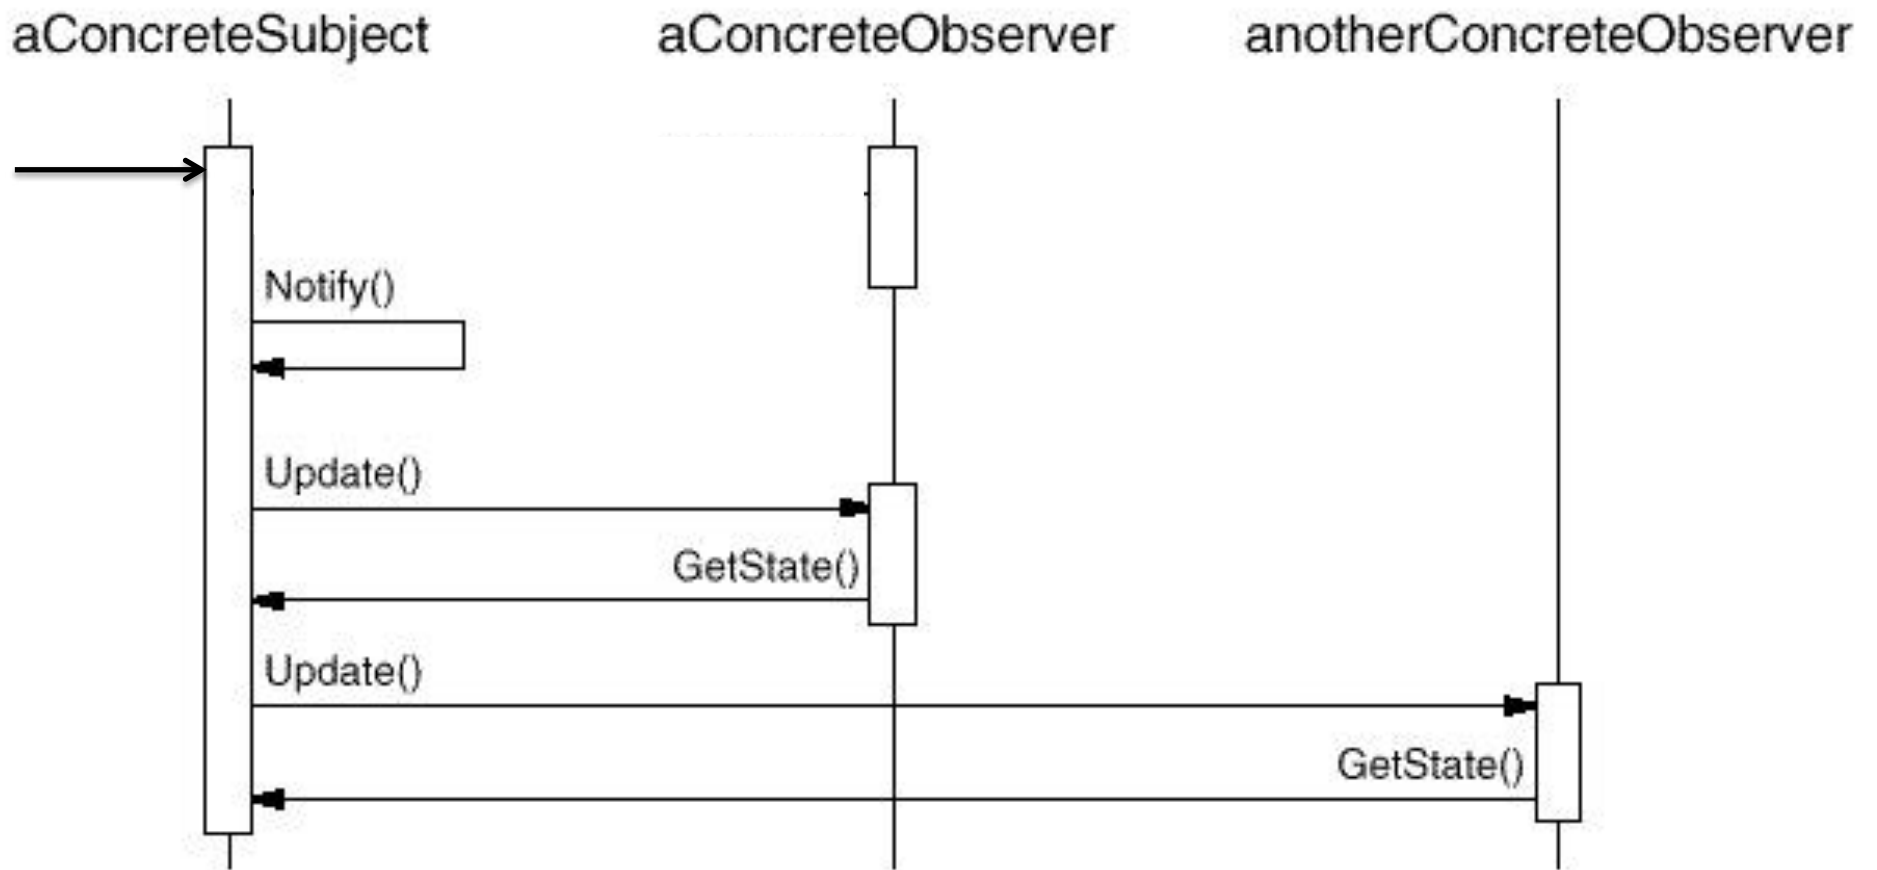 aConcreteSubject aConcreteObserver anotherConcreteObserver
Notify()
Update()
GetState()
Update()
GetState()